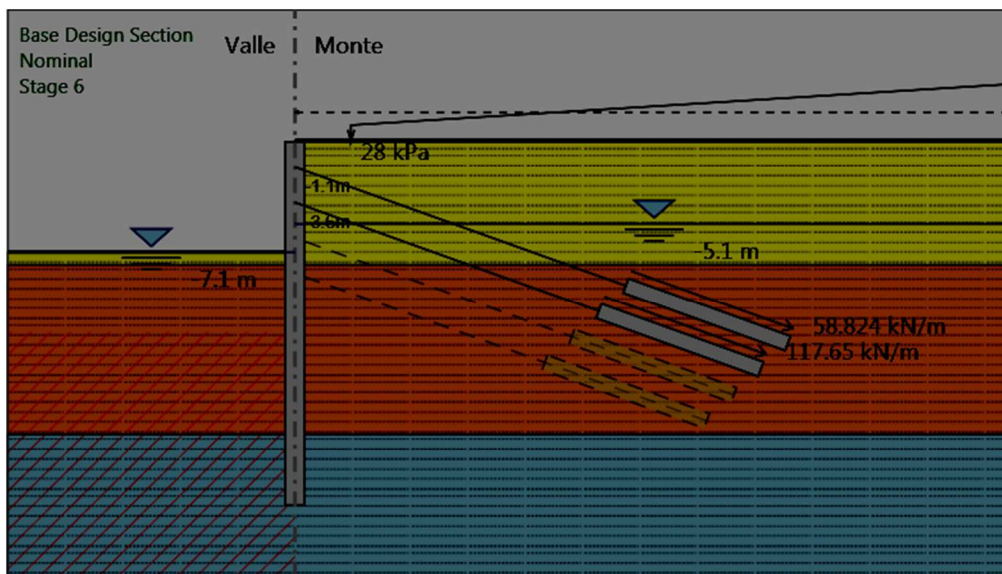 Base Design Section
Nominal
Stage 6
Valle
Monte
28 kPa
-1.1m
-3.6m
-5.1 m
-7.1 m
58.824 kN/m
117.65 kN/m